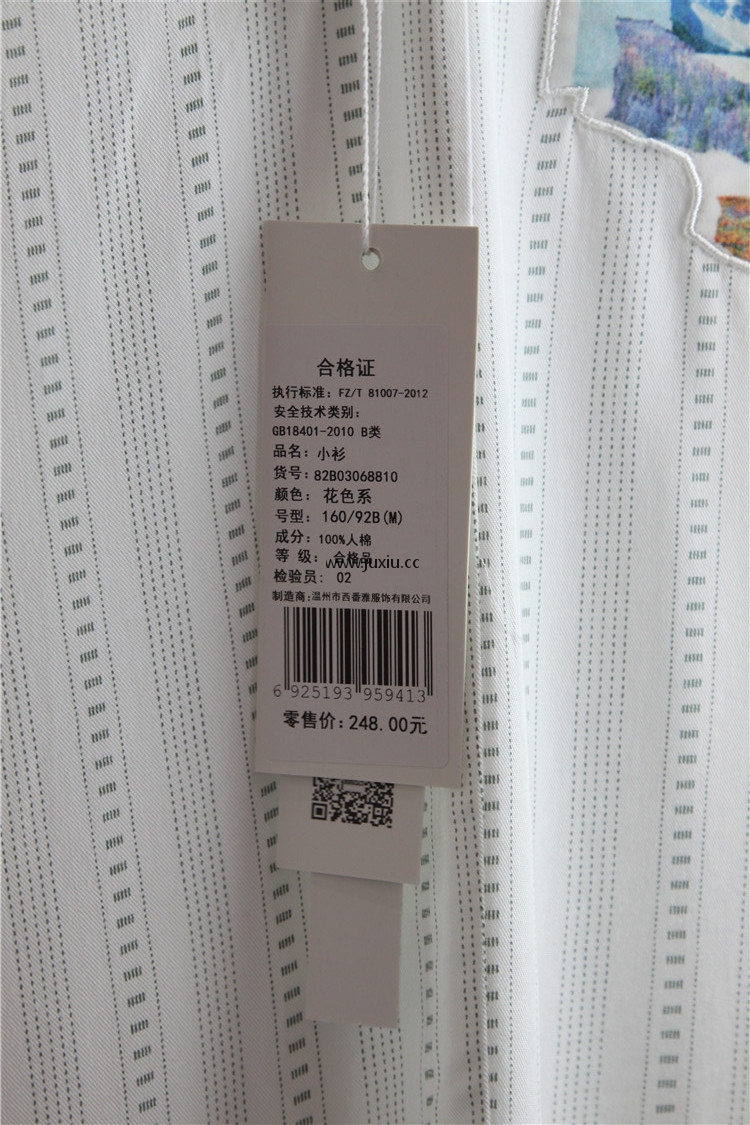 合格证
执行标准：FZ/T 81007-2012
安全技术类别：
GB18401-2010 B类
品名：小衫
货号：82B03068810
颜色：花色系
号型：160/92B(M)
成分：100%人棉
等 级：合格品
www.juxiu.cc
检验员：02
制造商：温州市西番雅服饰有限公司
6 925193 959413
零售价：248.00元